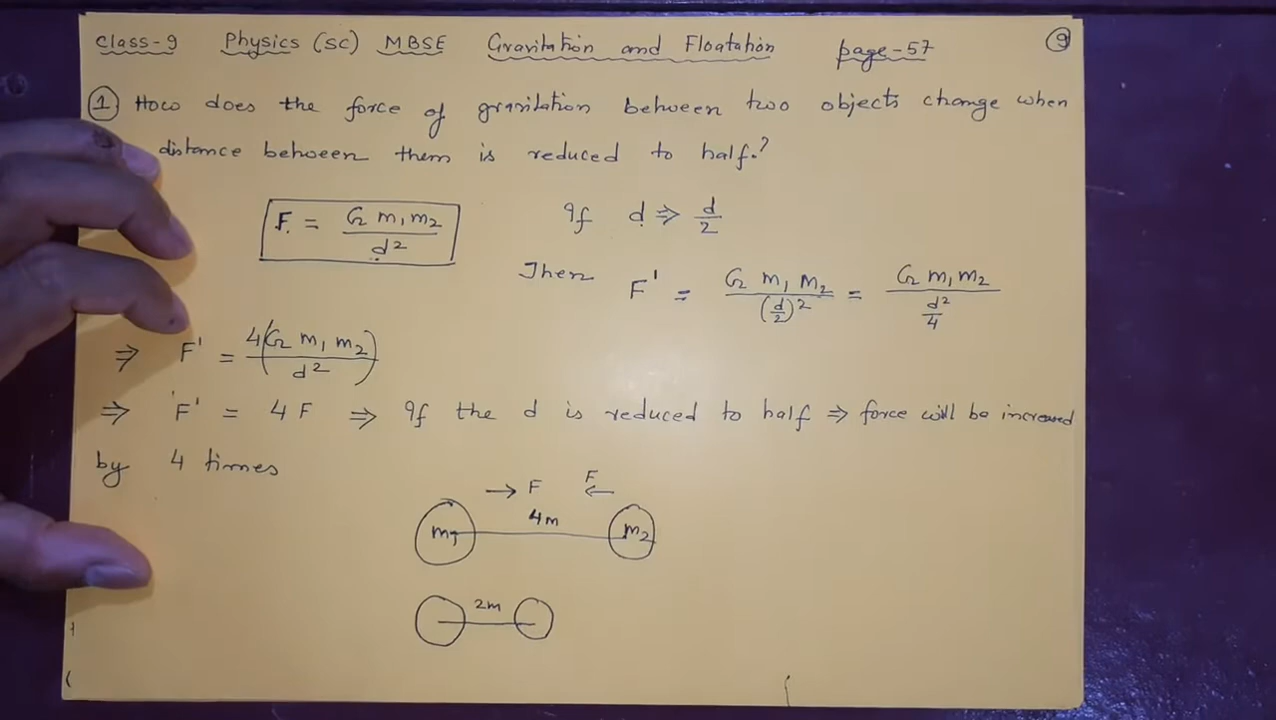 class-9 Physics (sc) MBSE Gravitation and Floatation page-57 9
1 How does the force of gravitation between two objects change when
distance between them is reduced to half.?
F = G m1 m2 / d²
If d ⇒ d/2
Then F' = G m1 m2 / (d/2)² = G m1 m2 / d²/4
⇒ F' = 4(G m1 m2 / d²)
⇒ F' = 4 F ⇒ If the d is reduced to half ⇒ force will be increased
by 4 times
→ F F ←
m1 4m m2
2m